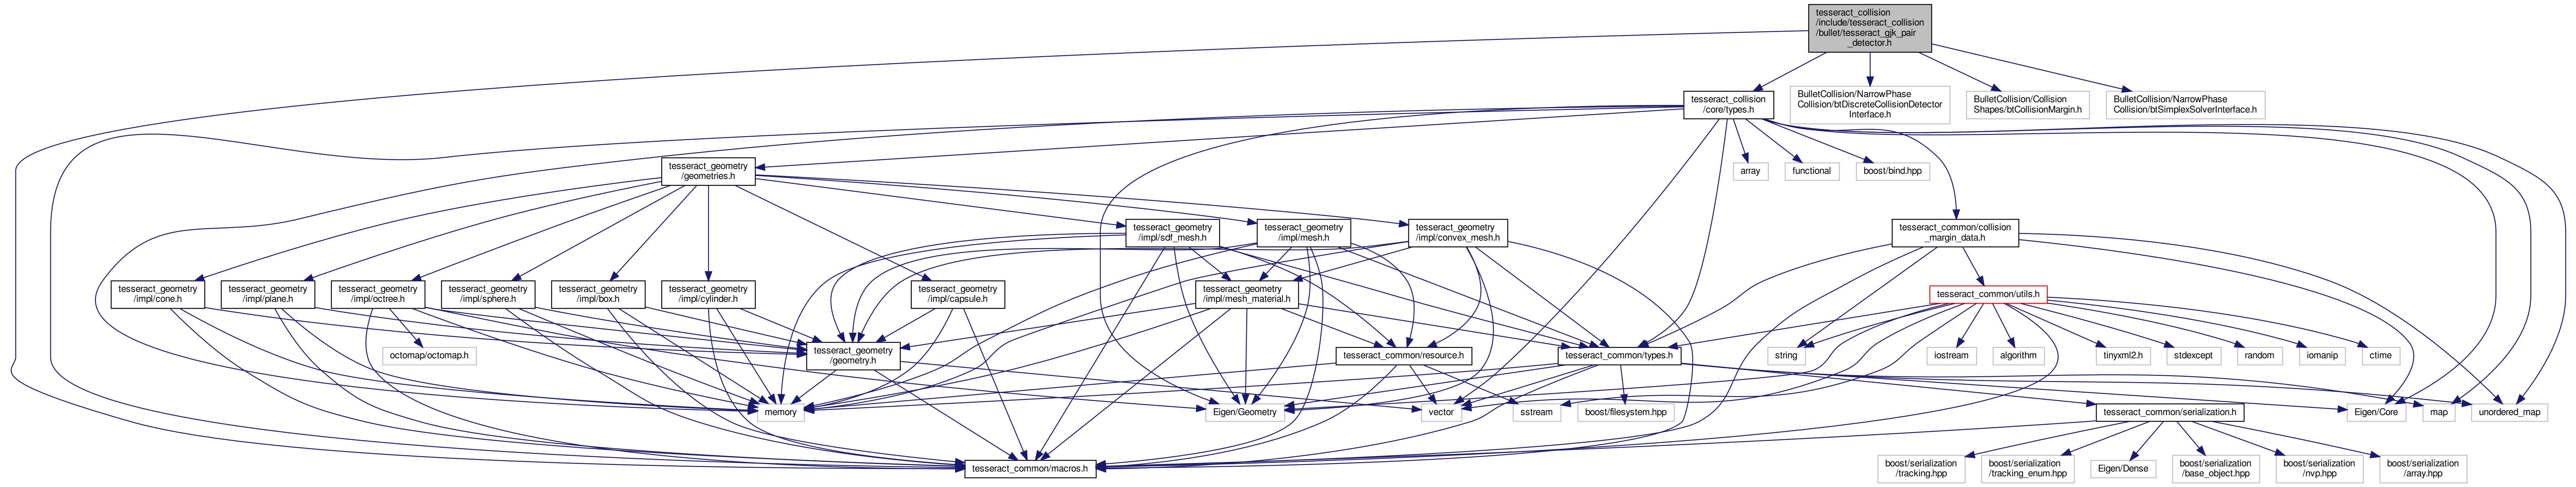 tesseract_collision
/include/tesseract_collision
/bullet/tesseract_gjk_pair
_detector.h
tesseract_collision
/core/types.h
BulletCollision/NarrowPhase
Collision/btDiscreteCollisionDetector
Interface.h
BulletCollision/Collision
Shapes/btCollisionMargin.h
BulletCollision/NarrowPhase
Collision/btSimplexSolverInterface.h
tesseract_geometry
/geometries.h
array
functional
boost/bind.hpp
tesseract_geometry
/impl/sdf_mesh.h
tesseract_geometry
/impl/mesh.h
tesseract_geometry
/impl/convex_mesh.h
tesseract_common/collision
_margin_data.h
tesseract_geometry
/impl/cone.h
tesseract_geometry
/impl/plane.h
tesseract_geometry
/impl/octree.h
tesseract_geometry
/impl/sphere.h
tesseract_geometry
/impl/box.h
tesseract_geometry
/impl/cylinder.h
tesseract_geometry
/impl/capsule.h
tesseract_geometry
/impl/mesh_material.h
tesseract_common/utils.h
octomap/octomap.h
tesseract_geometry
/geometry.h
tesseract_common/resource.h
tesseract_common/types.h
string
iostream
algorithm
tinyxml2.h
stdexcept
random
iomanip
ctime
memory
Eigen/Geometry
vector
sstream
boost/filesystem.hpp
tesseract_common/serialization.h
Eigen/Core
map
unordered_map
tesseract_common/macros.h
boost/serialization
/tracking.hpp
boost/serialization
/tracking_enum.hpp
Eigen/Dense
boost/serialization
/base_object.hpp
boost/serialization
/nvp.hpp
boost/serialization
/array.hpp